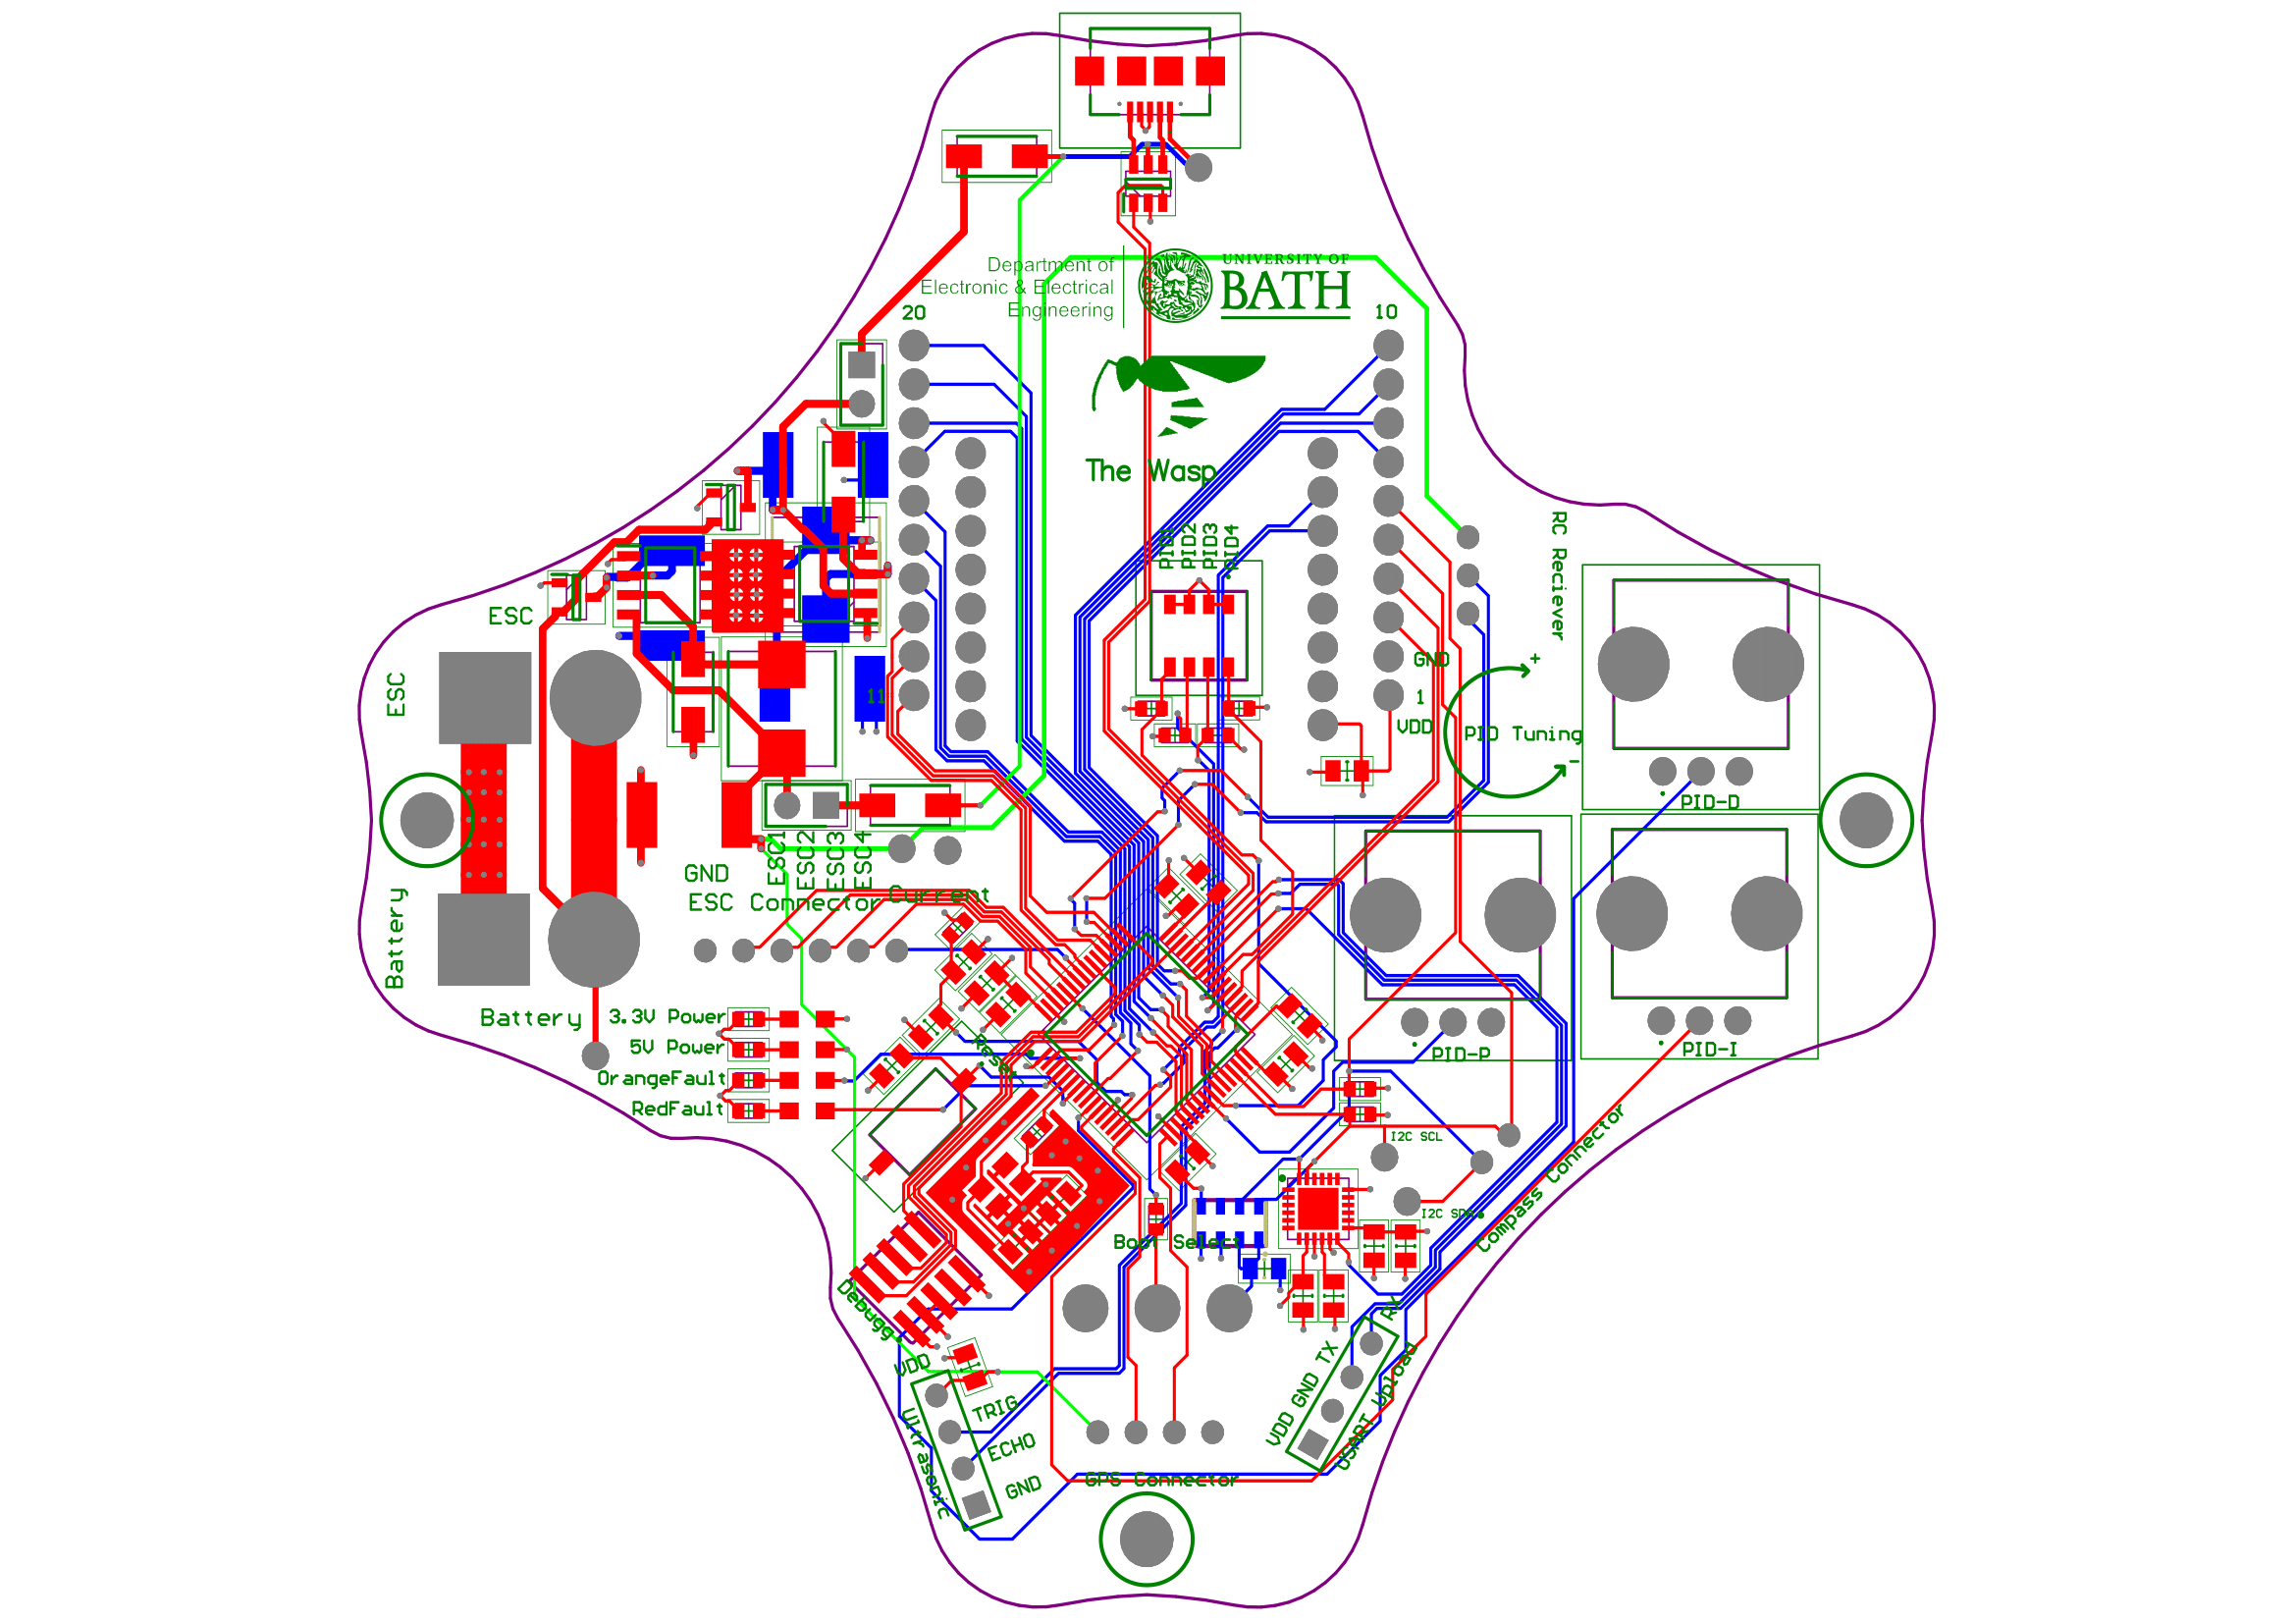 Department of
Electronic & Electrical
Engineering
UNIVERSITY OF
BATH
20
10
The Wasp
PID1
PID2
PID3
PID4
RC Reciever
ESC
ESC
GND
1
VDD
11
+
PID Tuning
-
PID-D
ESC1
ESC2
ESC3
ESC4
GND
ESC Connector
Current
Battery
Battery
3.3V Power
5V Power
OrangeFault
RedFault
Reset
PID-P
PID-I
I2C SCL
I2C SDA
Compass Connector
Boot Select
Debugg
VDD
TRIG
ECHO
GND
Ultrasonic
RX
TX
GND
VDD
USART Upload
GPS Connector